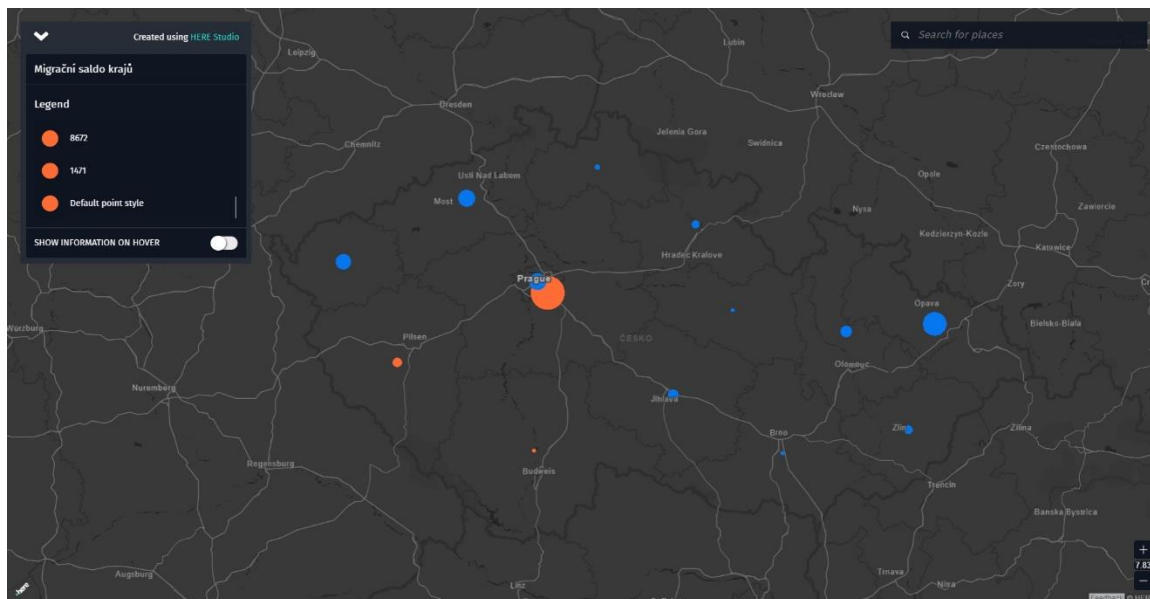 Created using HERE Studio
Search for places
Migrační saldo krajů
Legend
8672
1471
Default point style
SHOW INFORMATION ON HOVER
Leipzig
Lubin
Wroclaw
Dresden
Jelenia Gora
Swidnica
Czestochowa
Chemnitz
Opole
Usti Nad Labem
Most
Zawiercie
Nysa
Kedzierzyn-Kozle
Katowice
Hradec Kralove
Prague
Zory
Opava
Würzburg
Bielsko-Biala
Pilsen
ČESKO
Olomouc
Nuremberg
Jihlava
Brno
Zlin
Zilina
Regensburg
Budweis
Trencin
Banska Bystrica
7.83
Augsburg
Linz
Trnava
Nitra
here
Feedback © HERE